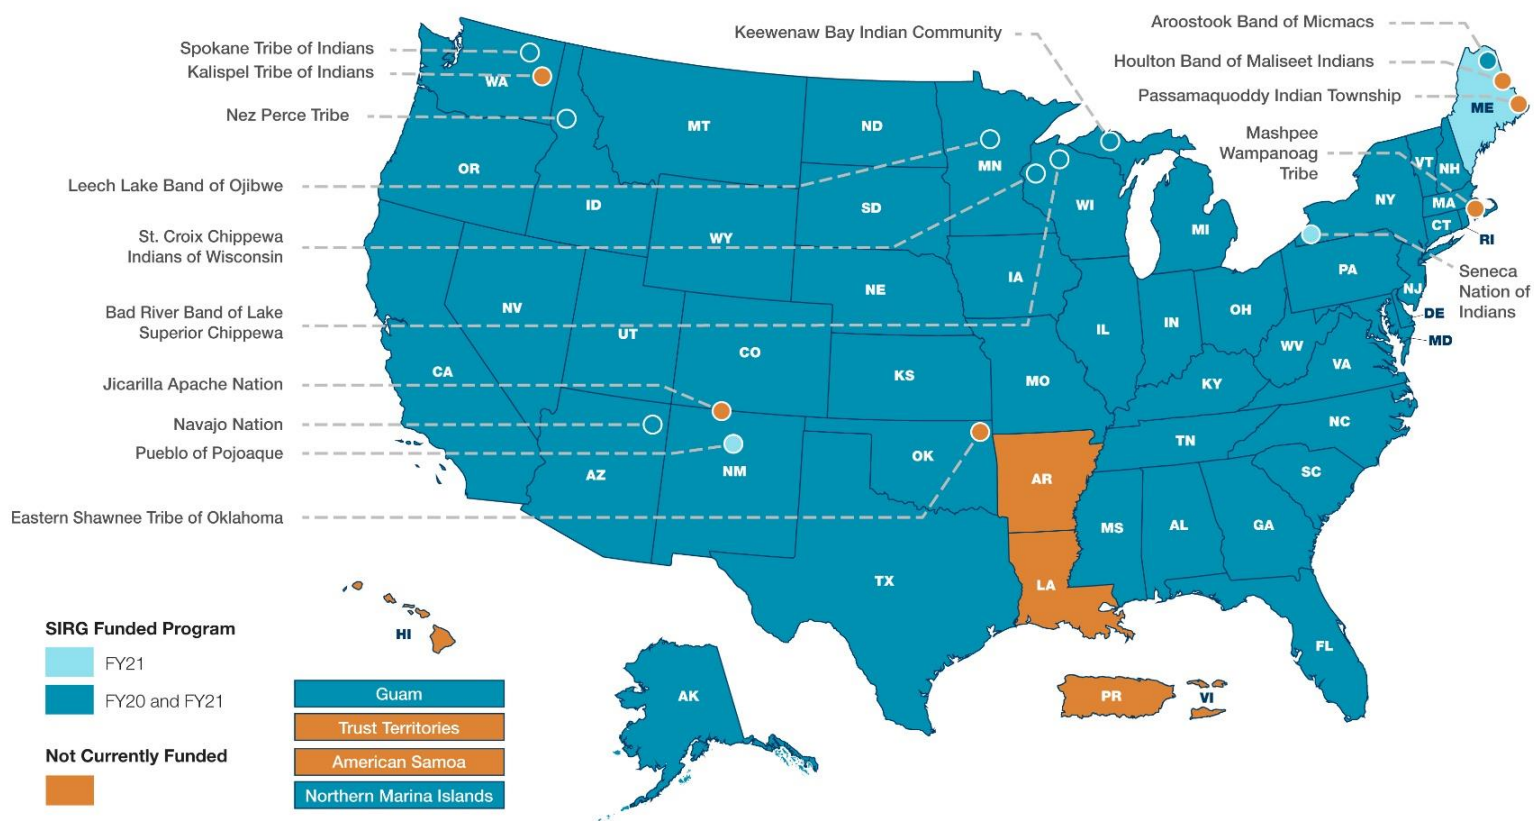 Spokane Tribe of Indians
Kalispel Tribe of Indians
Nez Perce Tribe
Leech Lake Band of Ojibwe
St. Croix Chippewa
Indians of Wisconsin
Bad River Band of Lake
Superior Chippewa
Jicarilla Apache Nation
Navajo Nation
Pueblo of Pojoaque
Eastern Shawnee Tribe of Oklahoma
Keewenaw Bay Indian Community
Aroostook Band of Micmacs
Houlton Band of Maliseet Indians
Passamaquoddy Indian Township
Mashpee
Wampanoag
Tribe
Seneca
Nation of
Indians
WA
OR
ID
MT
ND
MN
SD
WY
WI
MI
NY
VT
NH
ME
MA
CT
RI
PA
NJ
DE
MD
NV
UT
CO
NE
IA
IL
IN
OH
WV
VA
KY
CA
KS
MO
TN
NC
SC
AZ
NM
OK
AR
MS
AL
GA
TX
LA
FL
HI
AK
PR
VI
SIRG Funded Program
FY21
FY20 and FY21
Not Currently Funded
Guam
Trust Territories
American Samoa
Northern Marina Islands